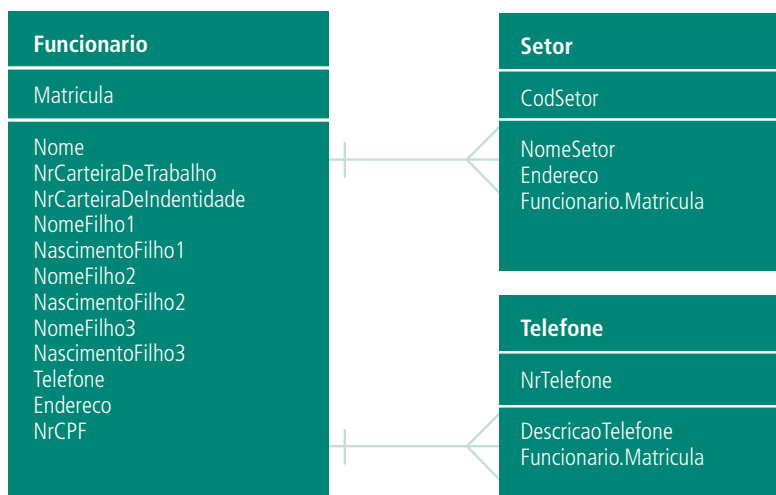 Funcionario
Matricula
Nome
NrCarteiraDeTrabalho
NrCarteiraDeIndentidade
NomeFilho1
NascimentoFilho1
NomeFilho2
NascimentoFilho2
NomeFilho3
NascimentoFilho3
Telefone
Endereco
NrCPF
Setor
CodSetor
NomeSetor
Endereco
Funcionario.Matricula
Telefone
NrTelefone
DescricaoTelefone
Funcionario.Matricula